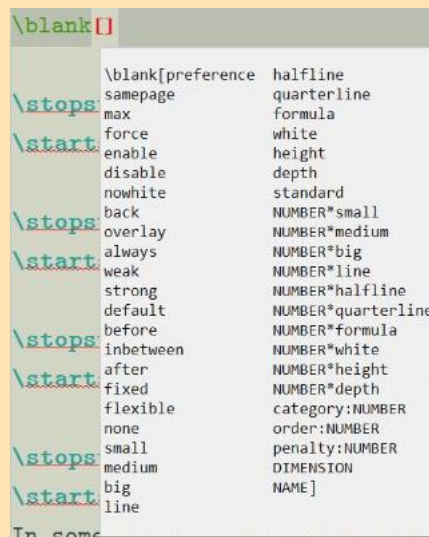 \blank[]
\blank[preference halfline
samepage quarterline
max formula
force white
enable height
disable depth
nowhite standard
back NUMBER*small
overlay NUMBER*medium
always NUMBER*big
weak NUMBER*line
strong NUMBER*halfline
default NUMBER*quarterline
before NUMBER*formula
inbetween NUMBER*white
after NUMBER*height
fixed NUMBER*depth
flexible category:NUMBER
none order:NUMBER
small penalty:NUMBER
medium DIMENSION
big NAME]
line
\stops
\start
\stops
\start
\stops
\start
\stops
\start
In some